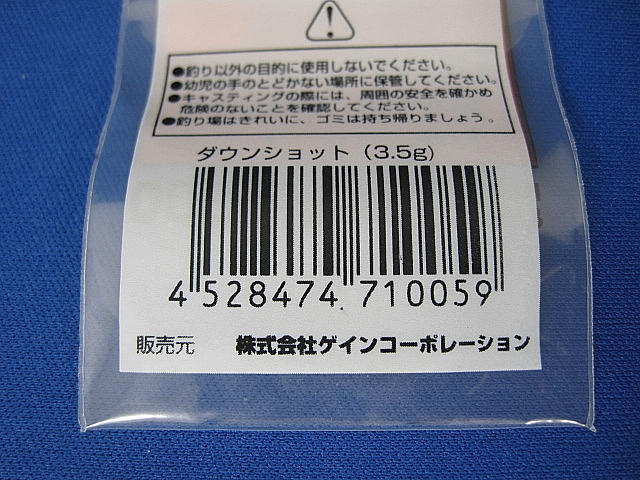 ●釣り以外の目的に使用しないでください。
●幼児の手のとどかない場所に保管してください。
●キャスティングの際には、周囲の安全を確かめ
危険のないことを確認してください。
●釣り場はきれいに、ゴミは持ち帰りましょう。
ダウンショット（3.5g）
4 528474 710059
販売元 株式会社ゲインコーポレーション